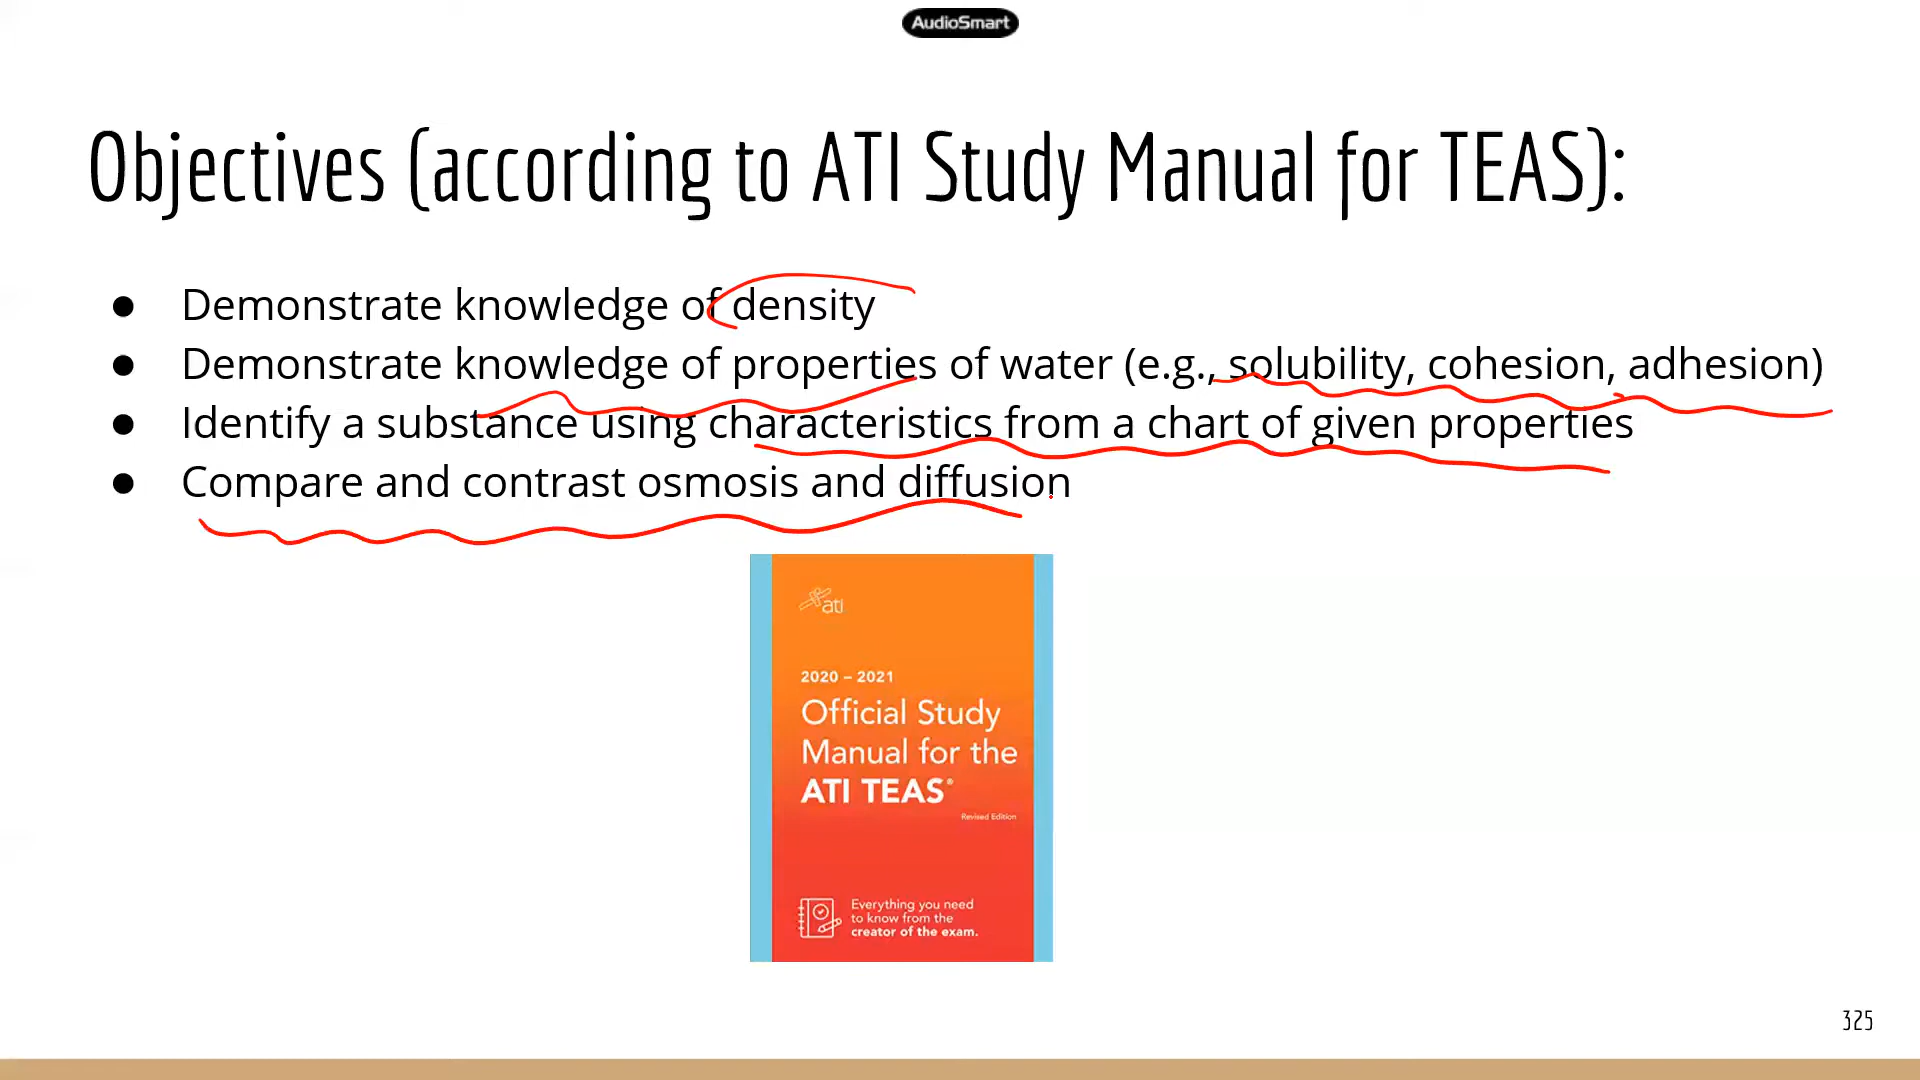 AudioSmart
Objectives (according to ATI Study Manual for TEAS):
● Demonstrate knowledge of density
● Demonstrate knowledge of properties of water (e.g., solubility, cohesion, adhesion)
● Identify a substance using characteristics from a chart of given properties
● Compare and contrast osmosis and diffusion
ati
2020 – 2021
Official Study
Manual for the
ATI TEAS®
Revised Edition
Everything you need
to know from the
creator of the exam.
325